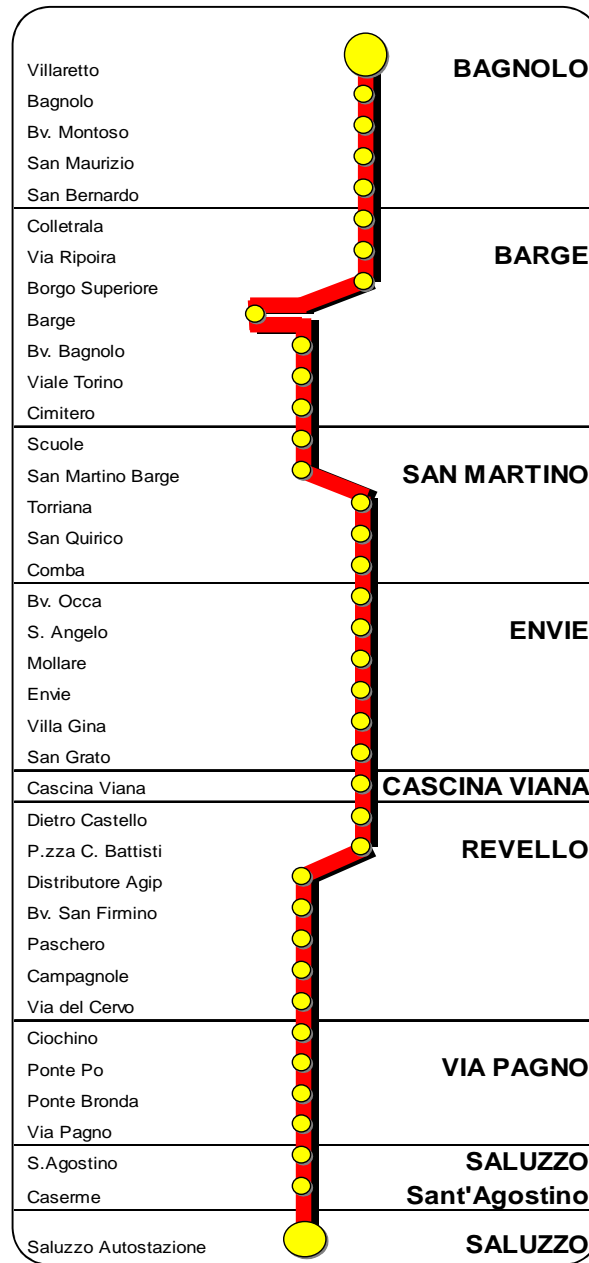 Villaretto
BAGNOLO
Bagnolo
Bv. Montoso
San Maurizio
San Bernardo
Colletrala
Via Ripoira
BARGE
Borgo Superiore
Barge
Bv. Bagnolo
Viale Torino
Cimitero
Scuole
San Martino Barge
SAN MARTINO
Torriana
San Quirico
Comba
Bv. Occa
S. Angelo
ENVIE
Mollare
Envie
Villa Gina
San Grato
Cascina Viana
CASCINA VIANA
Dietro Castello
P.zza C. Battisti
REVELLO
Distributore Agip
Bv. San Firmino
Paschero
Campagnole
Via del Cervo
Ciochino
Ponte Po
VIA PAGNO
Ponte Bronda
Via Pagno
S.Agostino
SALUZZO
Caserme
Sant'Agostino
Saluzzo Autostazione
SALUZZO